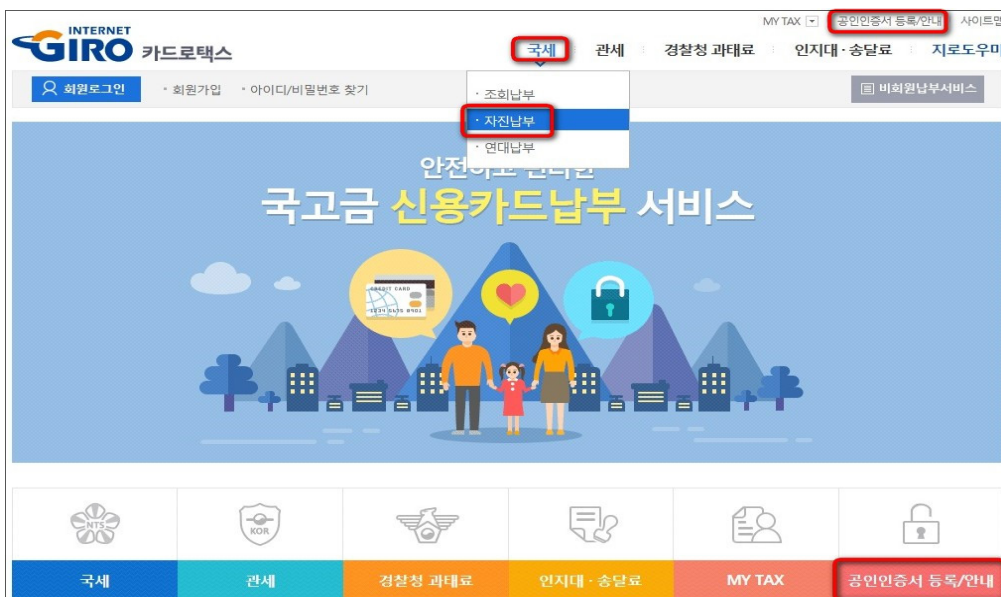 MY TAX 공인인증서 등록/안내 사이트맵
INTERNET
GIRO 카드로택스
국세 관세 경찰청 과태료 인지대·송달료 지로도우미
회원로그인 · 회원가입 · 아이디/비밀번호 찾기 비회원납부서비스
· 조회납부
· 자진납부
· 연대납부
안전하고 편리한
국고금 신용카드납부 서비스
CREDIT CARD
NTS KOR
국세 관세 경찰청 과태료 인지대·송달료 MY TAX 공인인증서 등록/안내